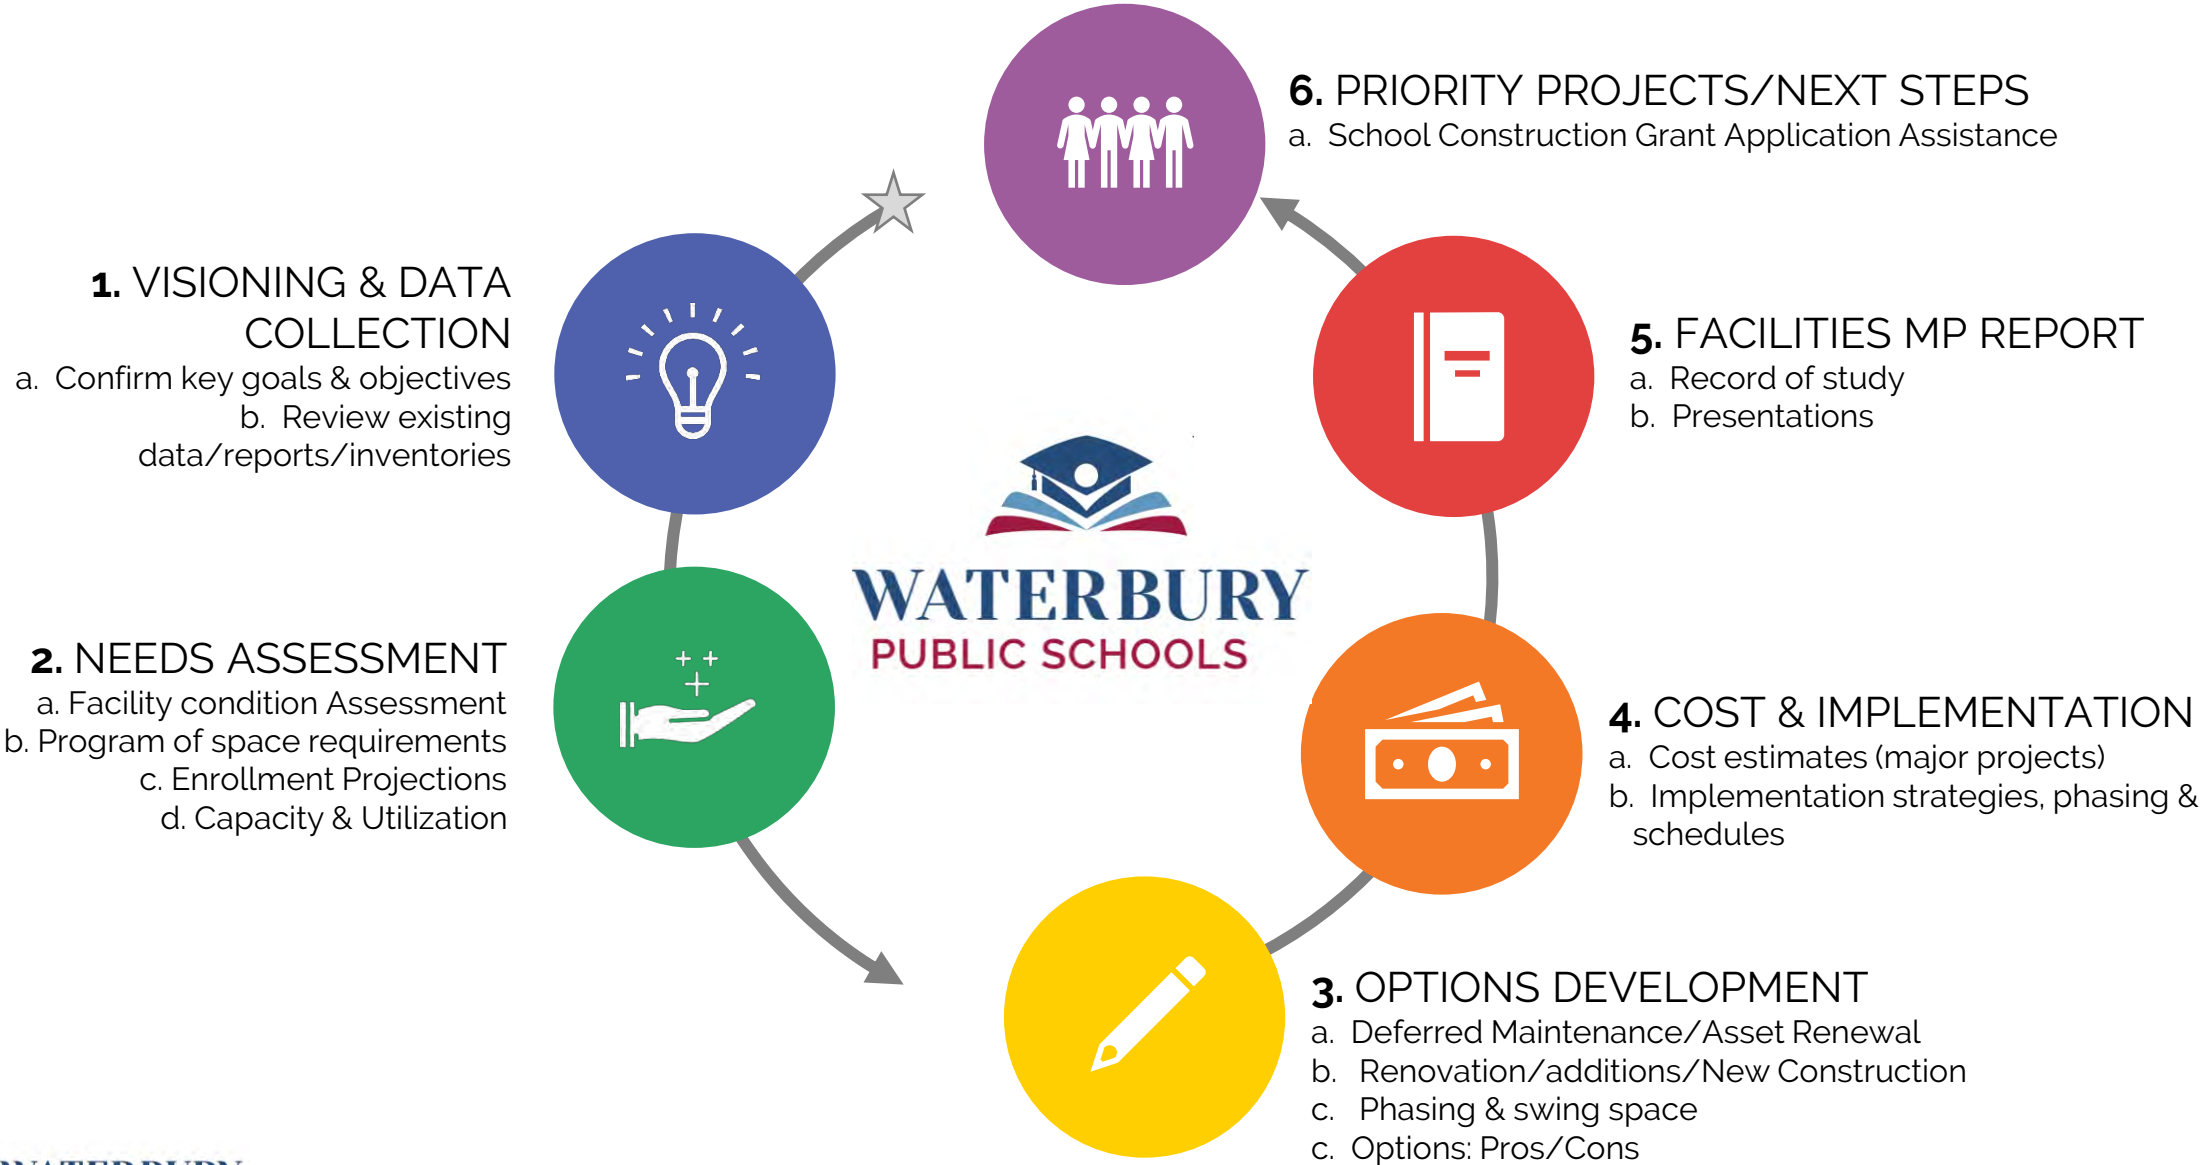 6. PRIORITY PROJECTS/NEXT STEPS
a. School Construction Grant Application Assistance
1. VISIONING & DATA
COLLECTION
a. Confirm key goals & objectives
b. Review existing
data/reports/inventories
5. FACILITIES MP REPORT
a. Record of study
b. Presentations
WATERBURY
PUBLIC SCHOOLS
2. NEEDS ASSESSMENT
a. Facility condition Assessment
b. Program of space requirements
c. Enrollment Projections
d. Capacity & Utilization
4. COST & IMPLEMENTATION
a. Cost estimates (major projects)
b. Implementation strategies, phasing &
schedules
3. OPTIONS DEVELOPMENT
a. Deferred Maintenance/Asset Renewal
b. Renovation/additions/New Construction
c. Phasing & swing space
c. Options: Pros/Cons